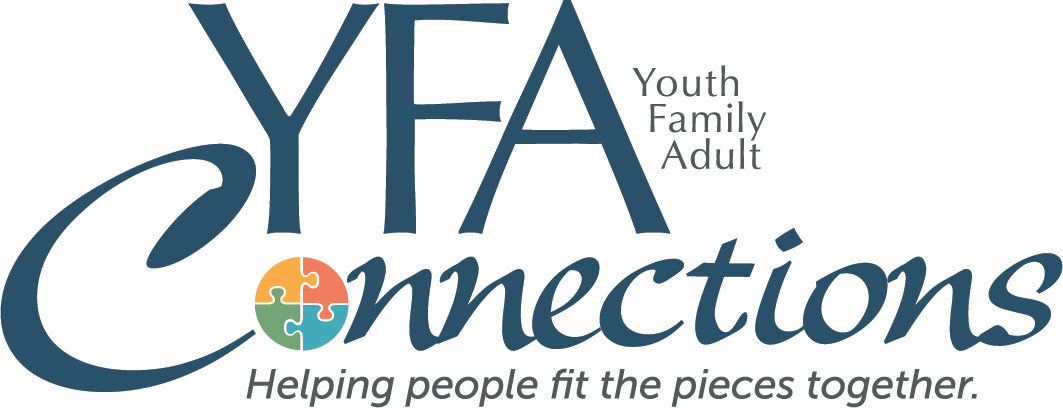 YFA
Youth
Family
Adult
Connections
Helping people fit the pieces together.